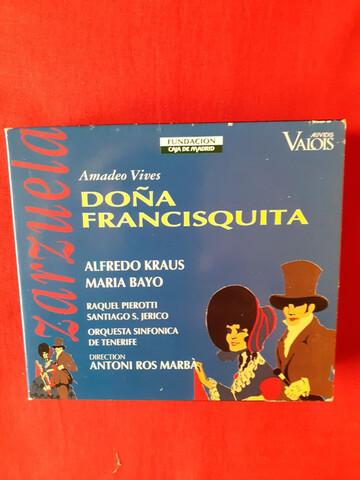 zarzuela
FUNDACION
CAJA DE MADRID
AUVIDIS
VALOIS
Amadeo Vives
DOÑA
FRANCISQUITA
ALFREDO KRAUS
MARIA BAYO
RAQUEL PIEROTTI
SANTIAGO S. JERICO
ORQUESTA SINFONICA
DE TENERIFE
DIRECTION
ANTONI ROS MARBÀ